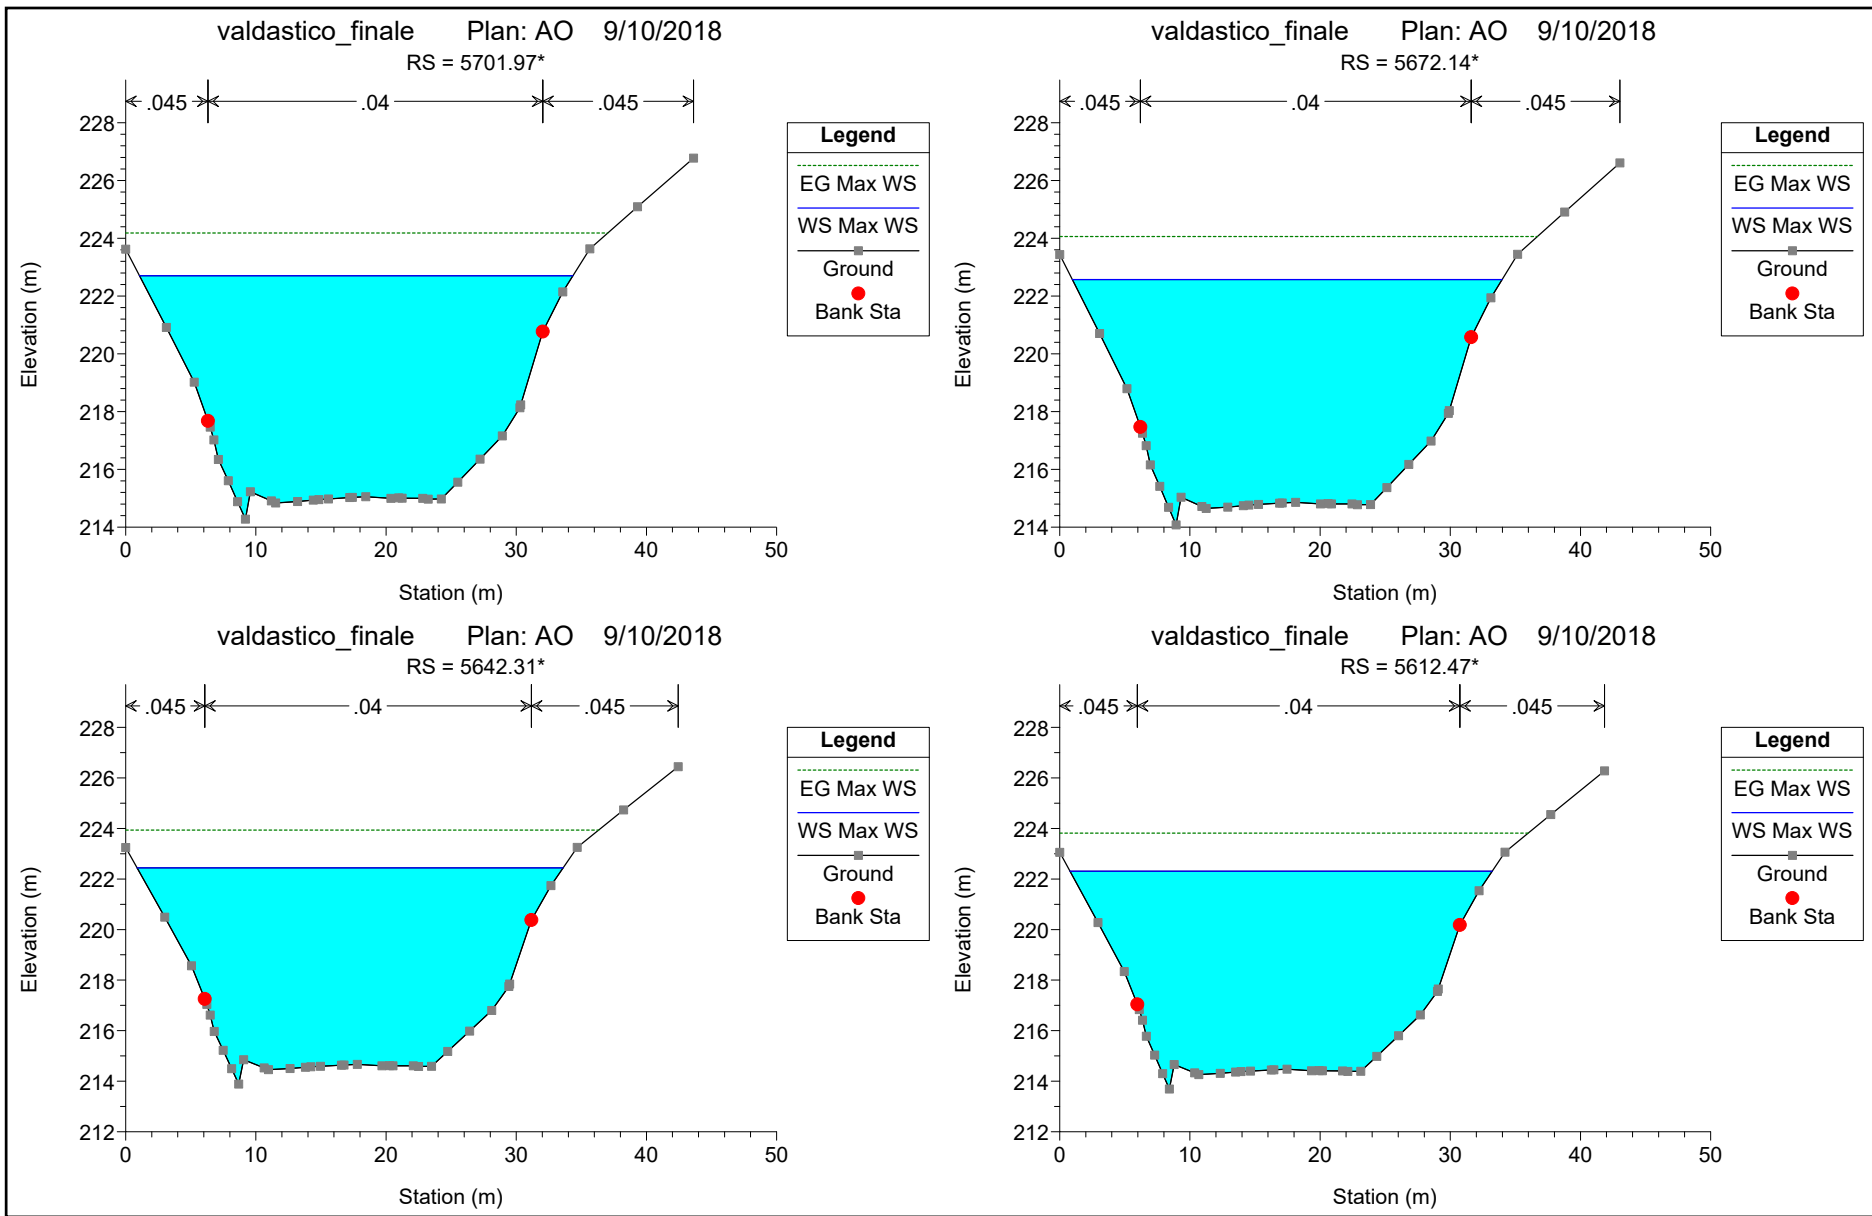 valdastico_finale Plan: AO 9/10/2018
RS = 5701.97*
.045 .04 .045
228
226
224
222
220
218
216
214
Elevation (m)
0 10 20 30 40 50
Station (m)
Legend
EG Max WS
WS Max WS
Ground
Bank Sta
valdastico_finale Plan: AO 9/10/2018
RS = 5672.14*
.045 .04 .045
228
226
224
222
220
218
216
214
Elevation (m)
0 10 20 30 40 50
Station (m)
Legend
EG Max WS
WS Max WS
Ground
Bank Sta
valdastico_finale Plan: AO 9/10/2018
RS = 5642.31*
.045 .04 .045
228
226
224
222
220
218
216
214
212
Elevation (m)
0 10 20 30 40 50
Station (m)
Legend
EG Max WS
WS Max WS
Ground
Bank Sta
valdastico_finale Plan: AO 9/10/2018
RS = 5612.47*
.045 .04 .045
228
226
224
222
220
218
216
214
212
Elevation (m)
0 10 20 30 40 50
Station (m)
Legend
EG Max WS
WS Max WS
Ground
Bank Sta